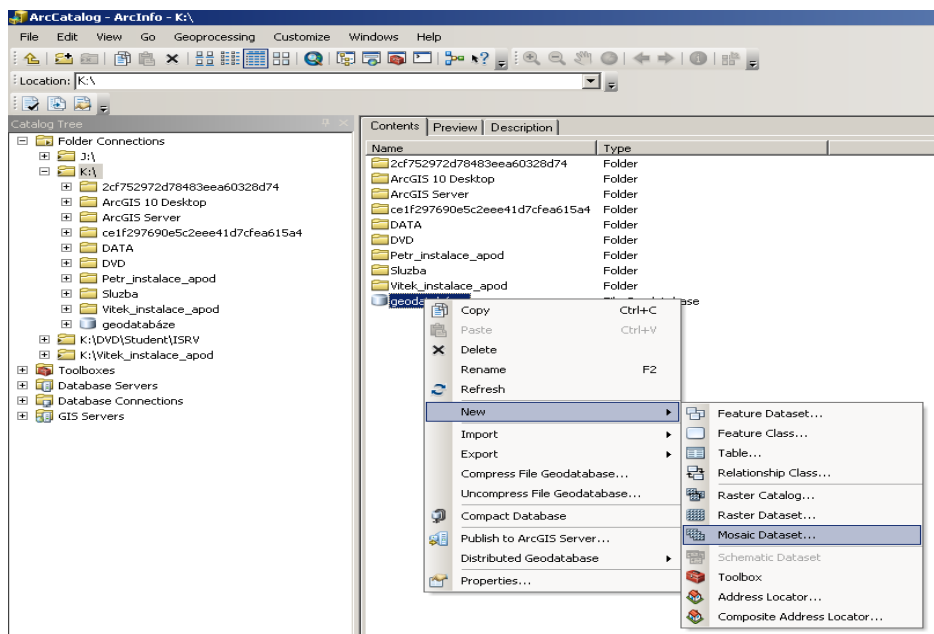 ArcCatalog - ArcInfo - K:\
File Edit View Go Geoprocessing Customize Windows Help
Location: K:\
Catalog Tree
Folder Connections
J:\
K:\
2cf752972d78483eea60328d74
ArcGIS 10 Desktop
ArcGIS Server
ce1f297690e5c2eee41d7cfea615a4
DATA
DVD
Petr_instalace_apod
Sluzba
Vitek_instalace_apod
geodatabáze
K:\DVD\Student\ISRV
K:\Vitek_instalace_apod
Toolboxes
Database Servers
Database Connections
GIS Servers
Contents Preview Description
Name Type
2cf752972d78483eea60328d74 Folder
ArcGIS 10 Desktop Folder
ArcGIS Server Folder
ce1f297690e5c2eee41d7cfea615a4 Folder
DATA Folder
DVD Folder
Petr_instalace_apod Folder
Sluzba Folder
Vitek_instalace_apod Folder
Copy Ctrl+C
Paste Ctrl+V
Delete
Rename F2
Refresh
New
Import
Export
Compress File Geodatabase...
Uncompress File Geodatabase...
Compact Database
Publish to ArcGIS Server...
Distributed Geodatabase
Properties...
Feature Dataset...
Feature Class...
Table...
Relationship Class...
Raster Catalog...
Raster Dataset...
Mosaic Dataset...
Schematic Dataset
Toolbox
Address Locator...
Composite Address Locator...